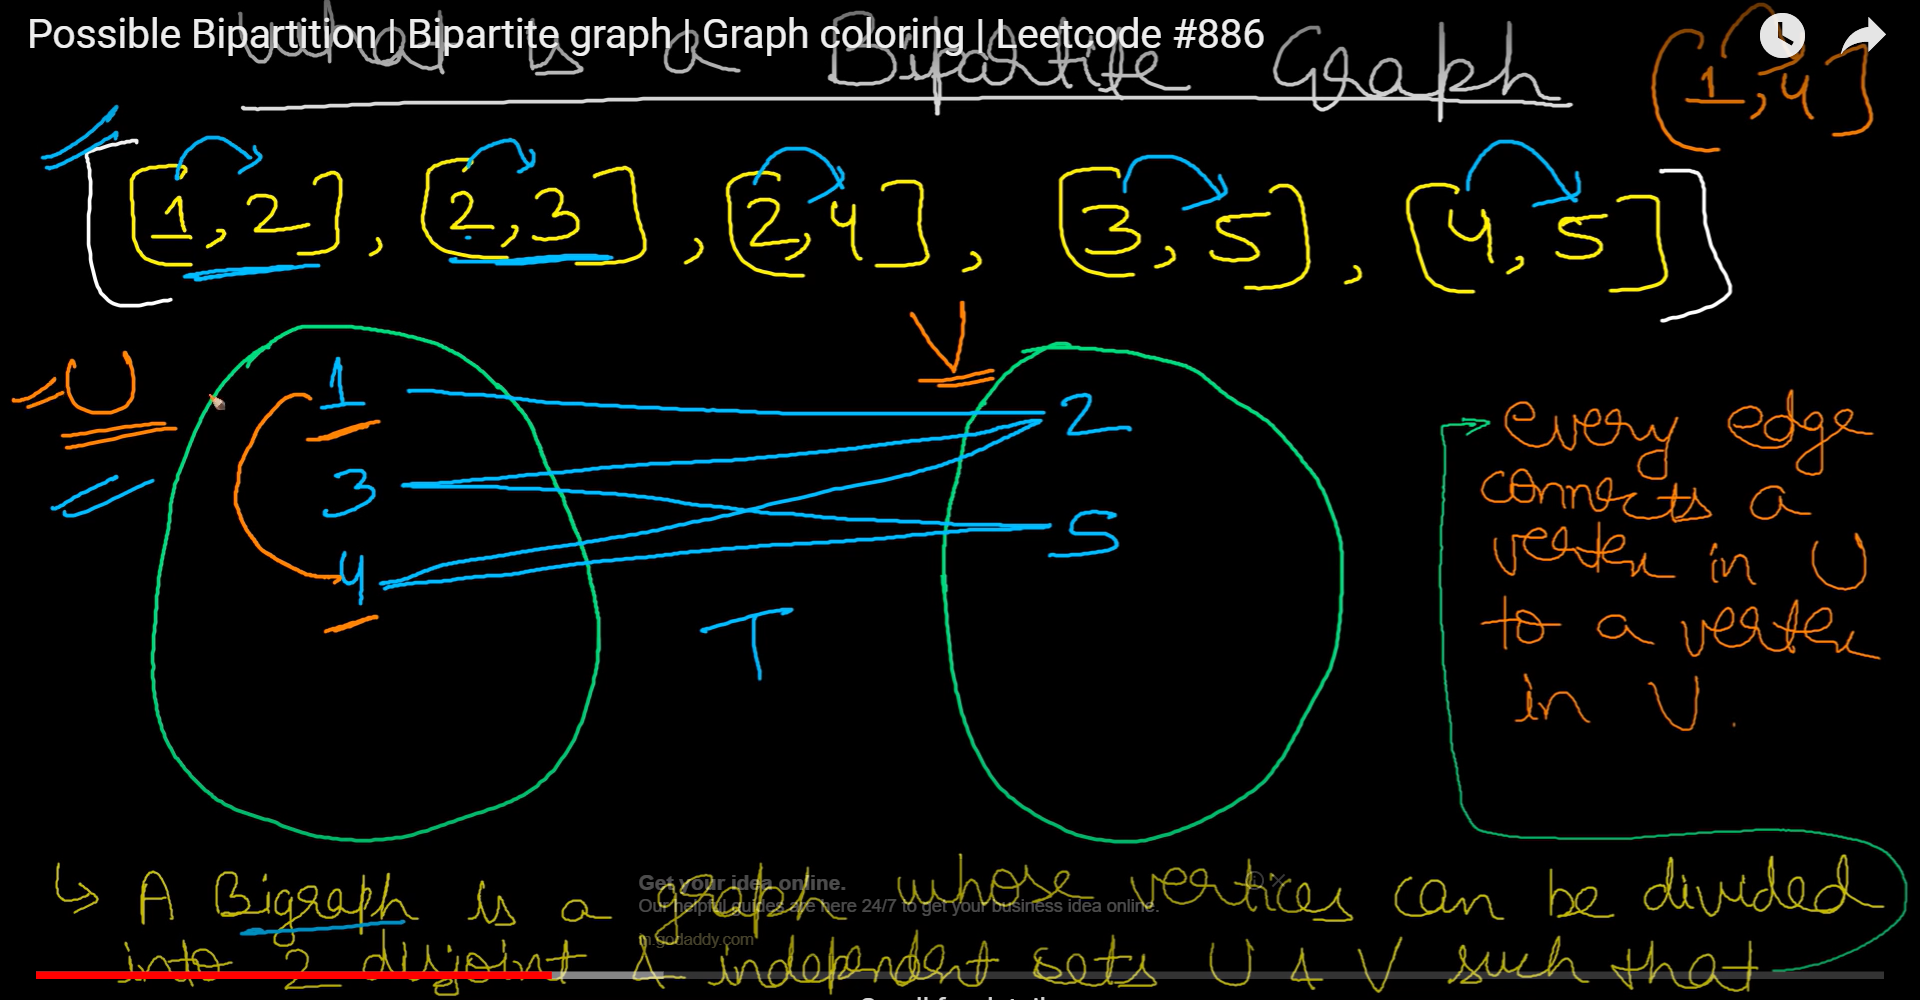 Possible Bipartition | Bipartite graph | Graph coloring | Leetcode #886
What is a Bipartite Graph
[1,4]
[[1,2], [2,3], [2,4], [3,5], [4,5]]
U
V
1
2
3
5
4
T
every edge
connects a
vertex in U
to a vertex
in V.
A Bigraph is a graph whose vertices can be divided
into 2 disjoint & independent sets U & V such that
Get your idea online.
Our helpful guides are here 24/7 to get your business idea online.
in.godaddy.com